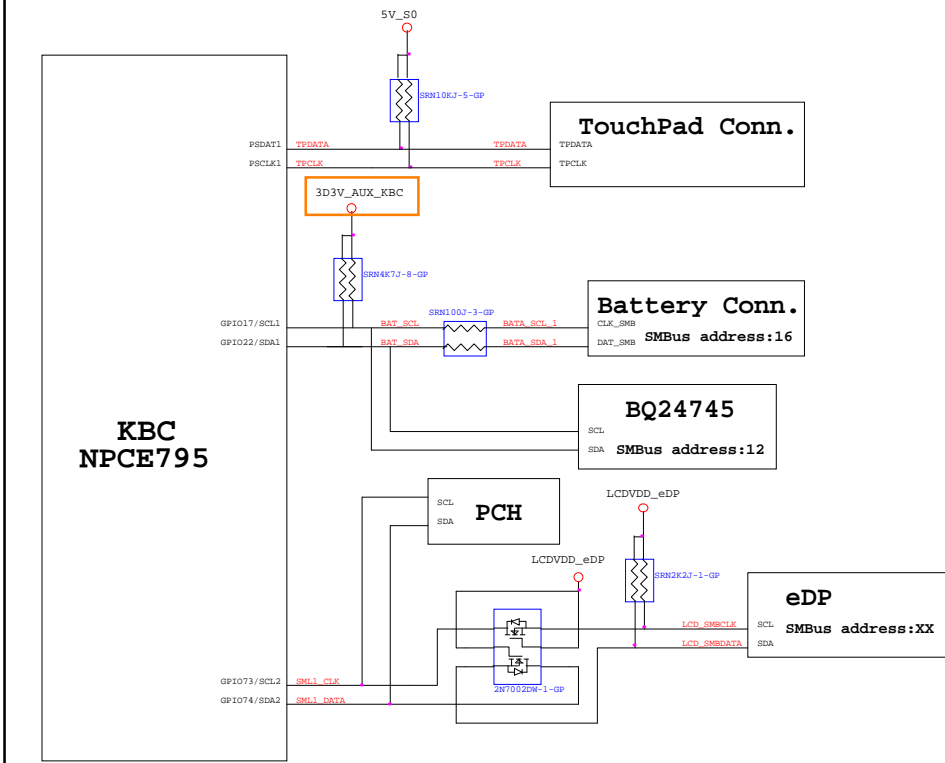 5V_S0
SRN10KJ-5-GP
TouchPad Conn.
PSDAT1 TPDATA TPDATA TPDATA
PSCLK1 TPCLK TPCLK TPCLK
3D3V_AUX_KBC
SRN4K7J-8-GP
SRN100J-3-GP
Battery Conn.
GPIO17/SCL1 BAT_SCL BATA_SCL_1 CLK_SMB
SMBus address:16
GPIO22/SDA1 BAT_SDA BATA_SDA_1 DAT_SMB
BQ24745
SCL
SDA SMBus address:12
KBC
NPCE795
SCL
PCH
SDA
LCDVDD_eDP
LCDVDD_eDP
SRN2K2J-1-GP
eDP
LCD_SMBCLK SCL
SMBus address:XX
LCD_SMBDATA SDA
GPIO73/SCL2 SML1_CLK
2N7002DW-1-GP
GPIO74/SDA2 SML1_DATA